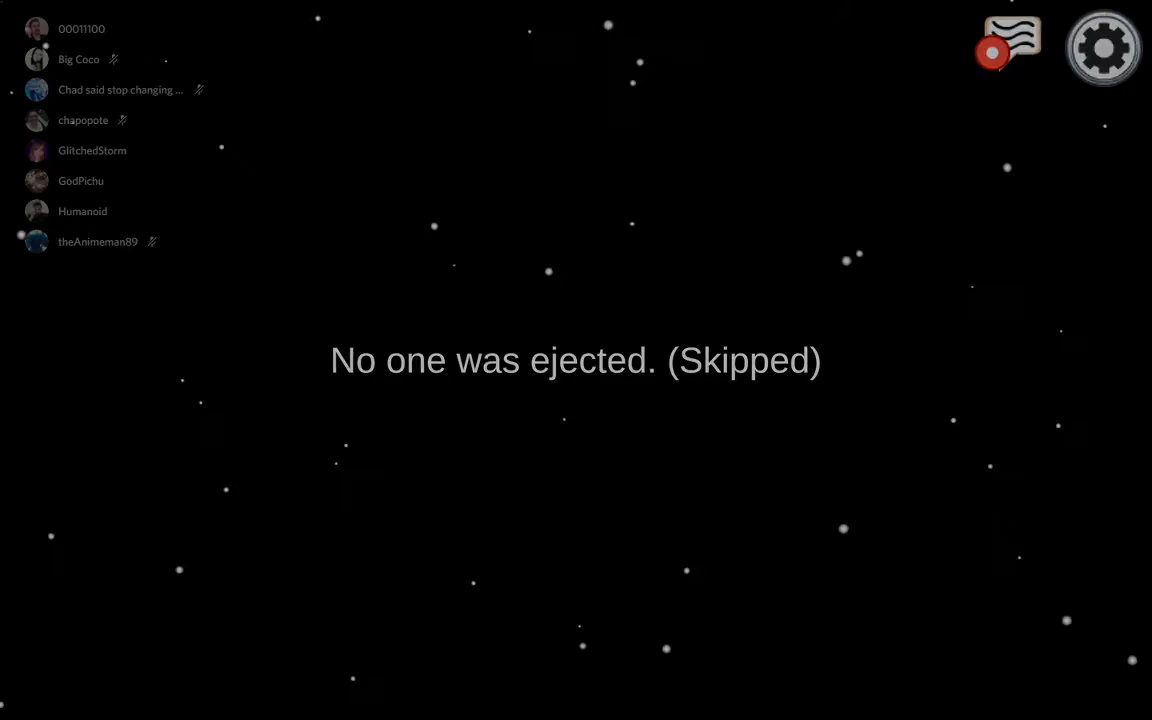 00011100
Big Coco
Chad said stop changing ...
chapopote
GlitchedStorm
GodPichu
Humanoid
theAnimeman89
No one was ejected. (Skipped)